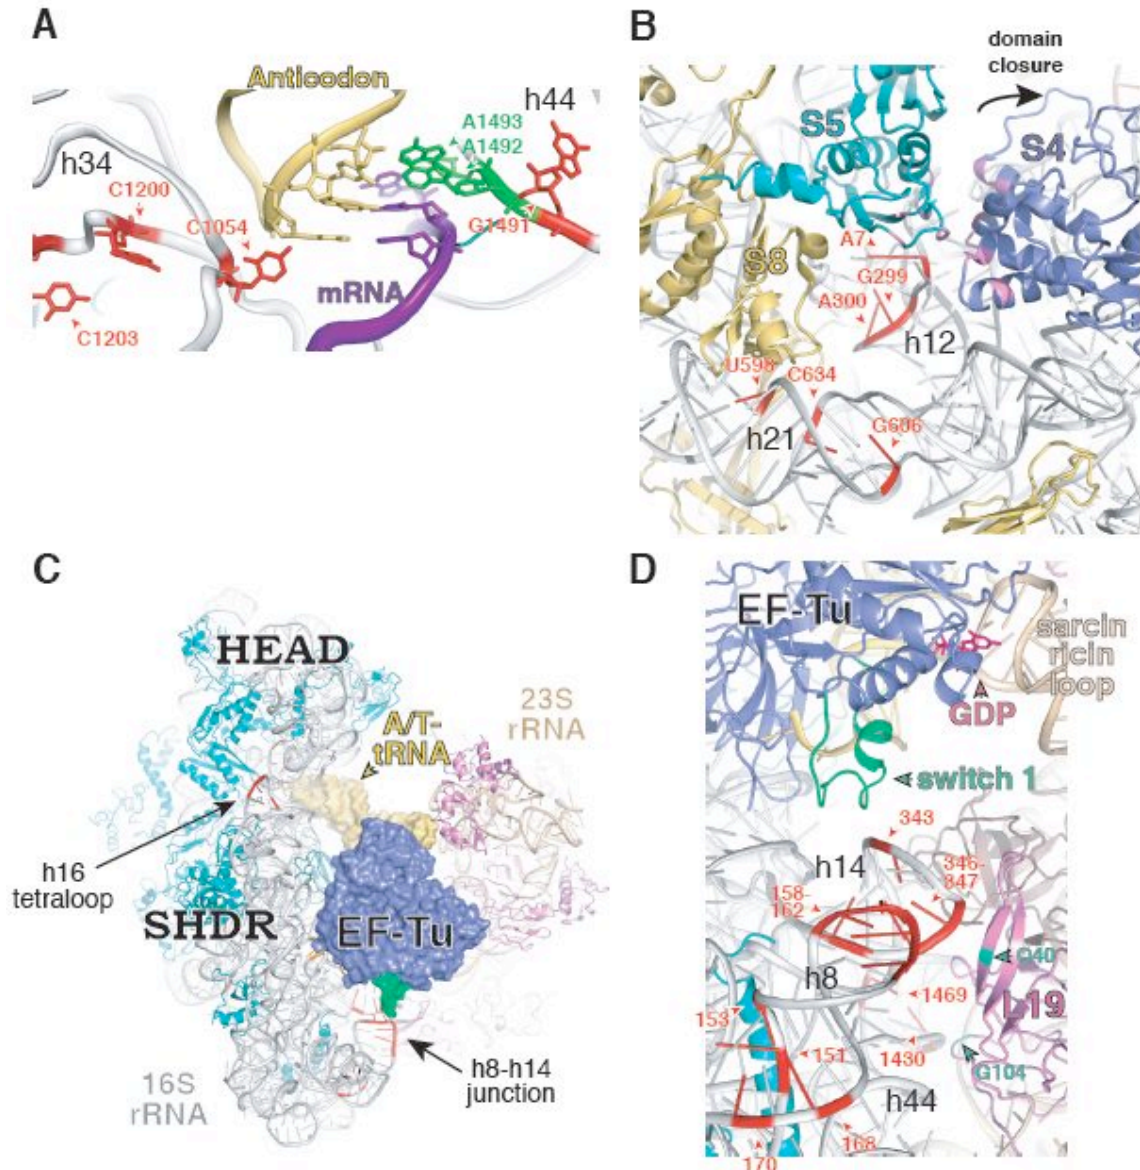 A
Anticodon
h44
A1493
A1492
h34
C1200
C1054
G1491
mRNA
C1203
B
domain
closure
S5
S4
A7
S8
G299
A300
h12
U598
C634
h21
G606
C
HEAD
23S
rRNA
A/T-
tRNA
h16
tetraloop
SHDR
EF-Tu
16S
rRNA
h8-h14
junction
D
EF-Tu
sarcin
ricin
loop
GDP
switch 1
343
h14
346-
347
158-
162
Q40
h8
1469
L19
153
151
1430
G104
h44
168
170